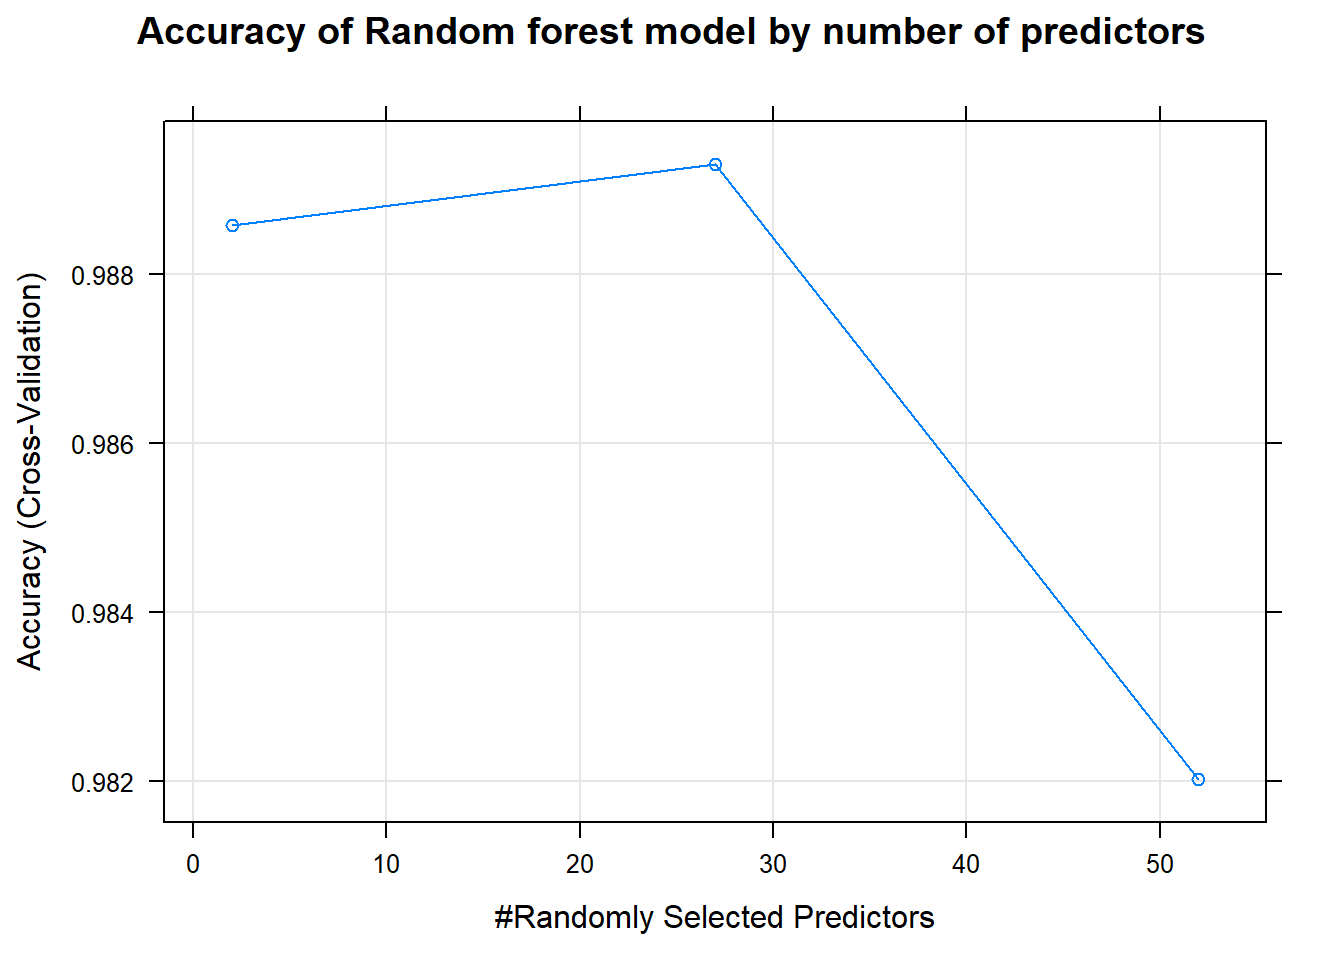 Accuracy of Random forest model by number of predictors
Accuracy (Cross-Validation)
0.988
0.986
0.984
0.982
0 10 20 30 40 50
#Randomly Selected Predictors